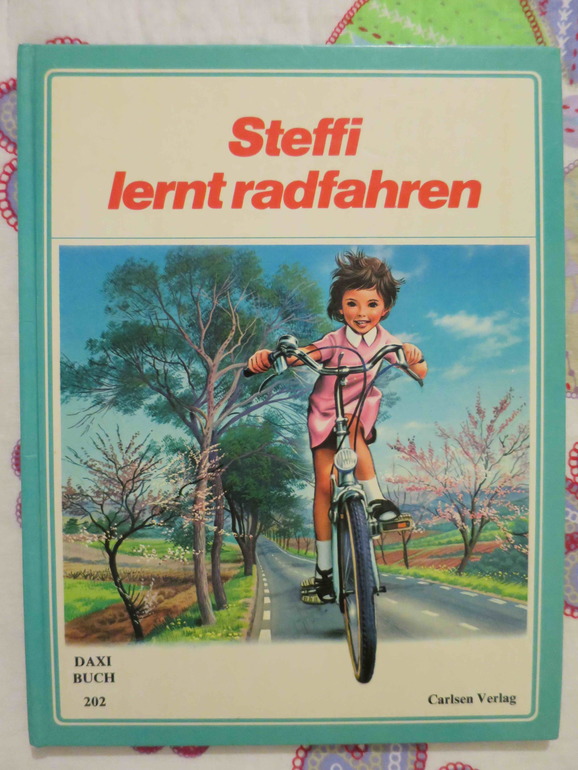 Steffi
lernt radfahren
DAXI
BUCH
202
Carlsen Verlag